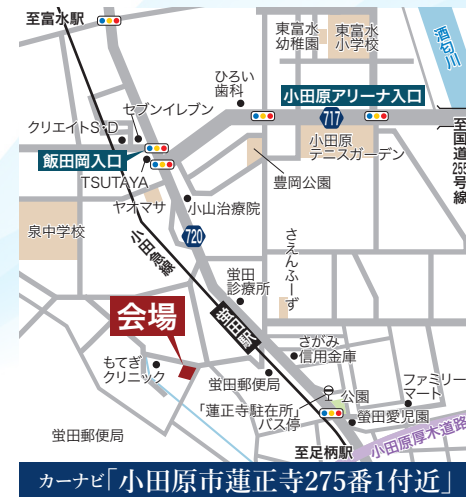 至富水駅
東富水
幼稚園
東富水
小学校
酒匂川
ひろい
歯科
小田原アリーナ入口
セブンイレブン
717
クリエイトS・D
小田原
テニスガーデン
至国道255号線
飯田岡入口
TSUTAYA
豊岡公園
ヤオマサ
小山治療院
泉中学校
720
小田急線
さえんふーず
蛍田
診療所
会場
蛍田駅
さがみ
信用金庫
もてぎ
クリニック
蛍田郵便局
公園
ファミリー
マート
「蓮正寺駐在所」
バス停
螢田愛児園
蛍田郵便局
至足柄駅
小田原厚木道路
カーナビ「小田原市蓮正寺275番1付近」